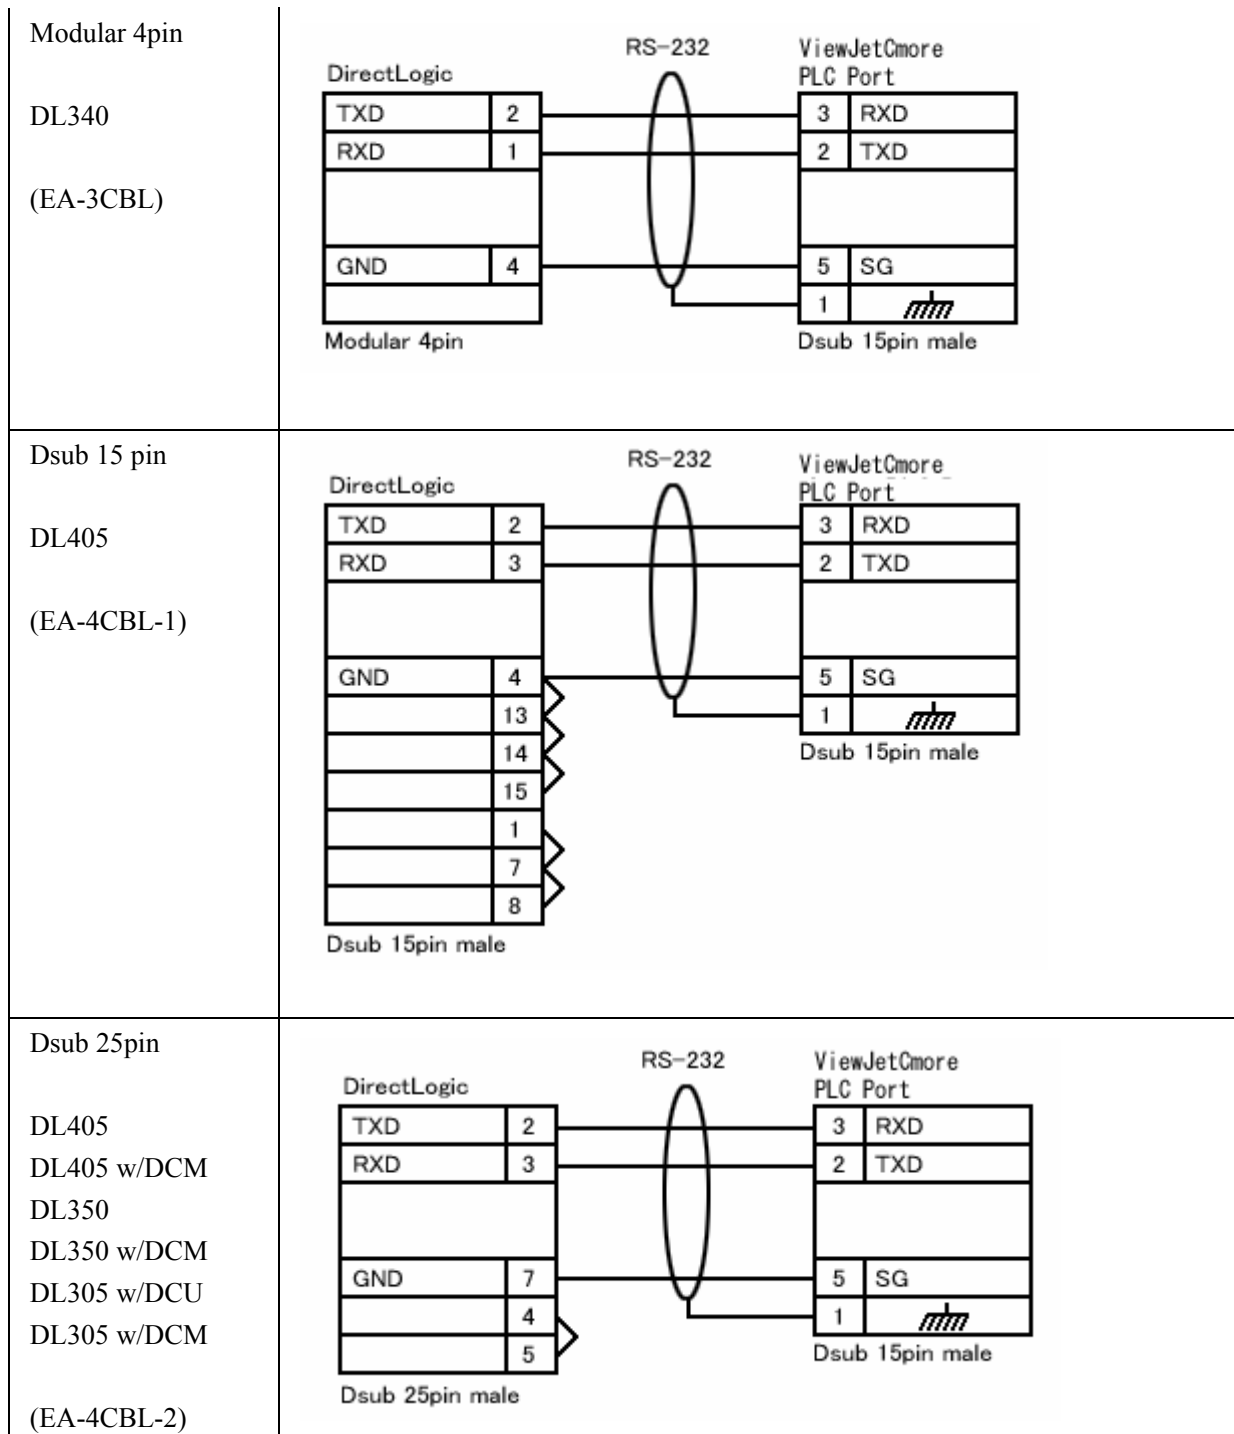 Modular 4pin
DL340
(EA-3CBL)
RS-232
ViewJetCmore
PLC Port
DirectLogic
TXD 2 3 RXD
RXD 1 2 TXD
GND 4 5 SG
1
Modular 4pin
Dsub 15pin male
Dsub 15 pin
DL405
(EA-4CBL-1)
RS-232
ViewJetCmore
PLC Port
DirectLogic
TXD 2 3 RXD
RXD 3 2 TXD
GND 4 5 SG
13 1
14
15
1
7
8
Dsub 15pin male
Dsub 15pin male
Dsub 25pin
DL405
DL405 w/DCM
DL350
DL350 w/DCM
DL305 w/DCU
DL305 w/DCM
(EA-4CBL-2)
RS-232
ViewJetCmore
PLC Port
DirectLogic
TXD 2 3 RXD
RXD 3 2 TXD
GND 7 5 SG
4 1
5
Dsub 15pin male
Dsub 25pin male